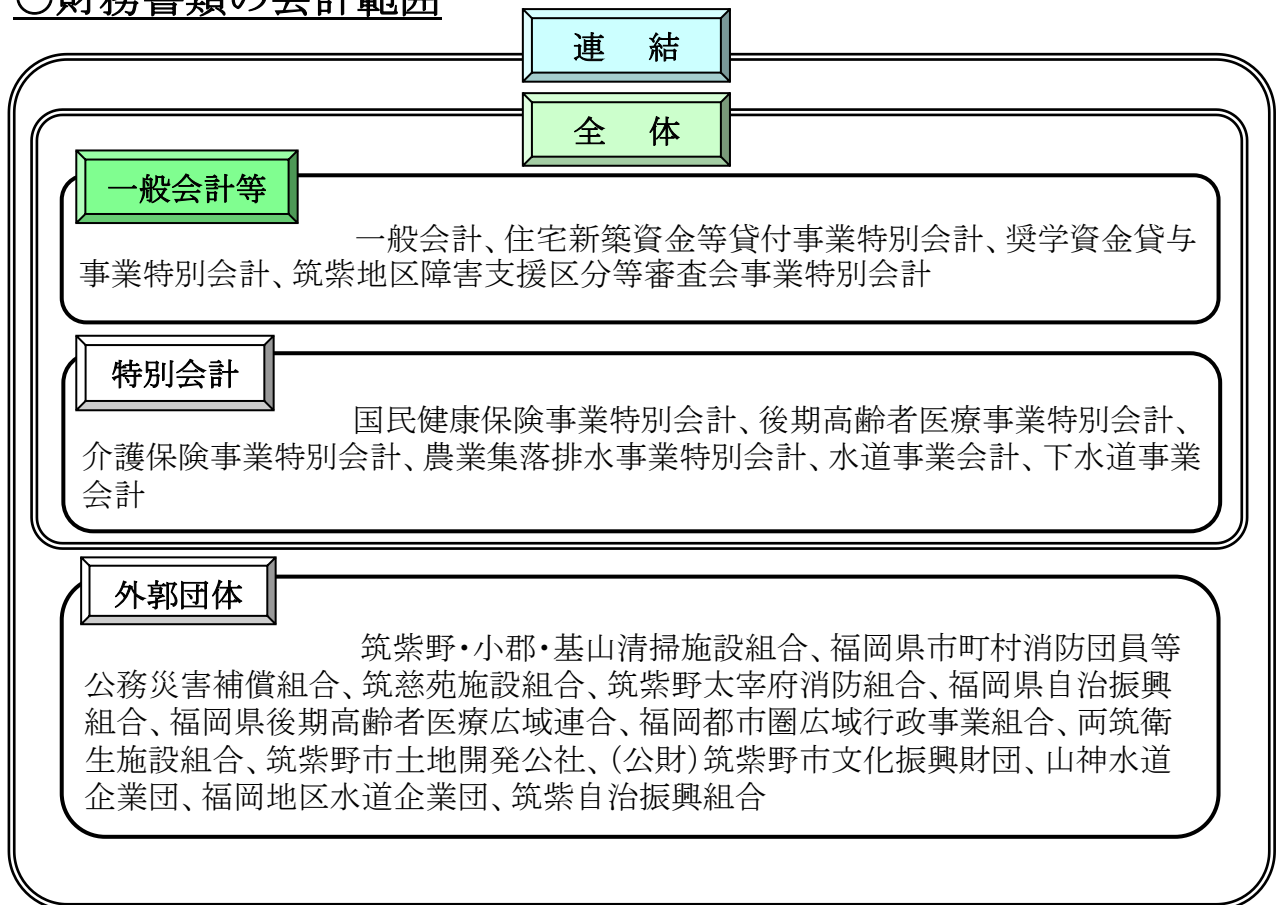 ○財務書類の会計範囲
連 結
全 体
一般会計等
一般会計、住宅新築資金等貸付事業特別会計、奨学資金貸与
事業特別会計、筑紫地区障害支援区分等審査会事業特別会計
特別会計
国民健康保険事業特別会計、後期高齢者医療事業特別会計、
介護保険事業特別会計、農業集落排水事業特別会計、水道事業会計、下水道事業
会計
外郭団体
筑紫野・小郡・基山清掃施設組合、福岡県市町村消防団員等
公務災害補償組合、筑慈苑施設組合、筑紫野太宰府消防組合、福岡県自治振興
組合、福岡県後期高齢者医療広域連合、福岡都市圏広域行政事業組合、両筑衛
生施設組合、筑紫野市土地開発公社、（公財）筑紫野市文化振興財団、山神水道
企業団、福岡地区水道企業団、筑紫自治振興組合